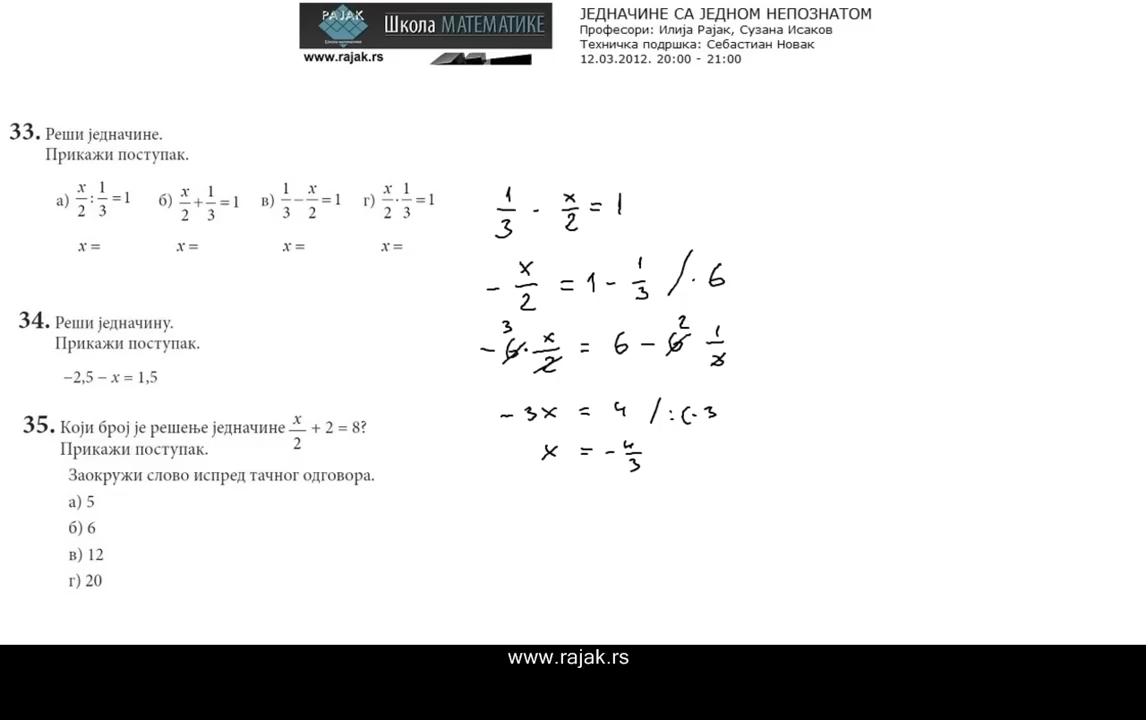 РАЈАК
Школа МАТЕМАТИКЕ
www.rajak.rs
ЈЕДНАЧИНЕ СА ЈЕДНОМ НЕПОЗНАТОМ
Професори: Илија Рајак, Сузана Исаков
Техничка подршка: Себастиан Новак
12.03.2012. 20:00 - 21:00
33. Реши једначине.
Прикажи поступак.
а) x/2 : 1/3 = 1 б) x/2 + 1/3 = 1 в) 1/3 − x/2 = 1 г) x/2 · 1/3 = 1
x = x = x = x =
34. Реши једначину.
Прикажи поступак.
−2,5 − x = 1,5
35. Који број је решење једначине x/2 + 2 = 8?
Прикажи поступак.
Заокружи слово испред тачног одговора.
а) 5
б) 6
в) 12
г) 20
1/3 - x/2 = 1
- x/2 = 1 - 1/3 /· 6
- 6 3 · x/2 = 6 - 6 2 1/3
- 3x = 4 /:(-3
x = - 4/3
www.rajak.rs